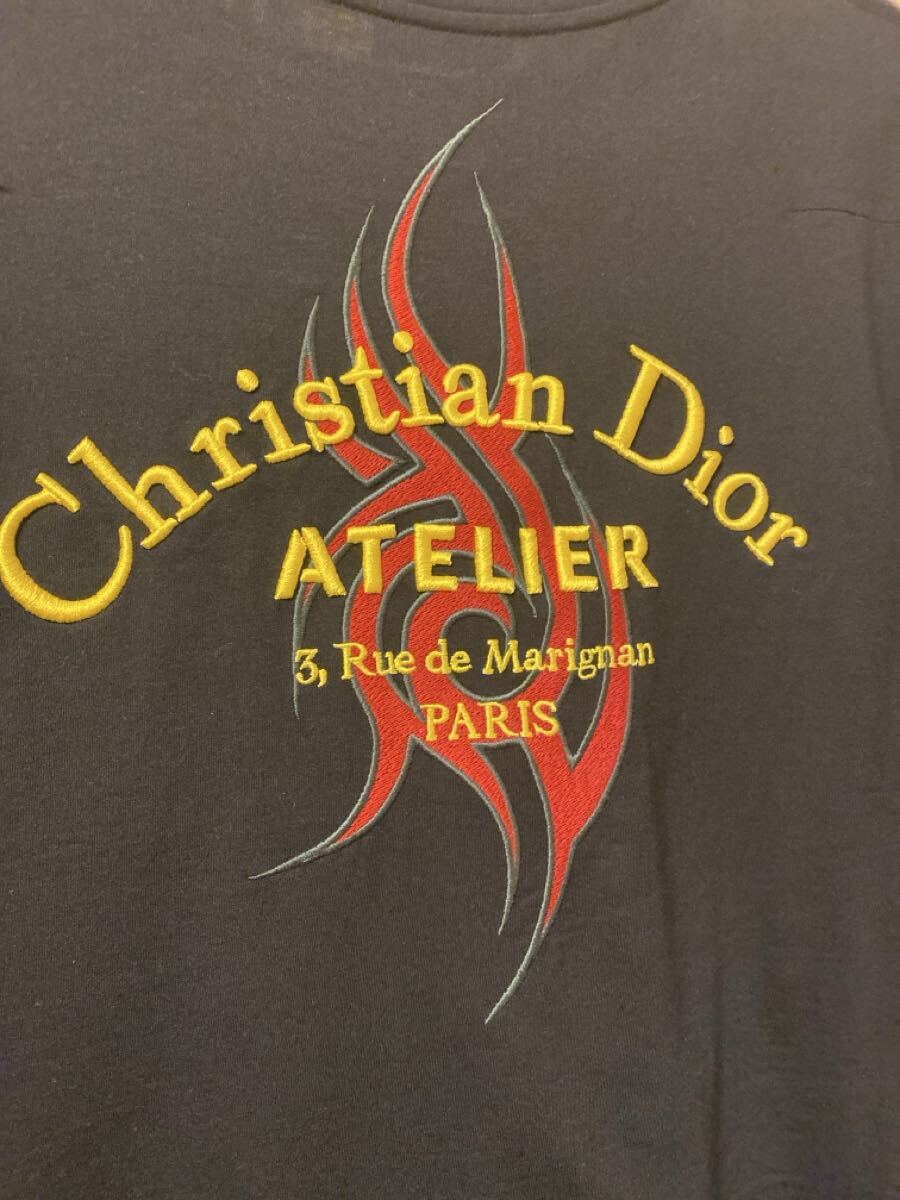 Christian Dior
ATELIER
3, Rue de Marignan
PARIS